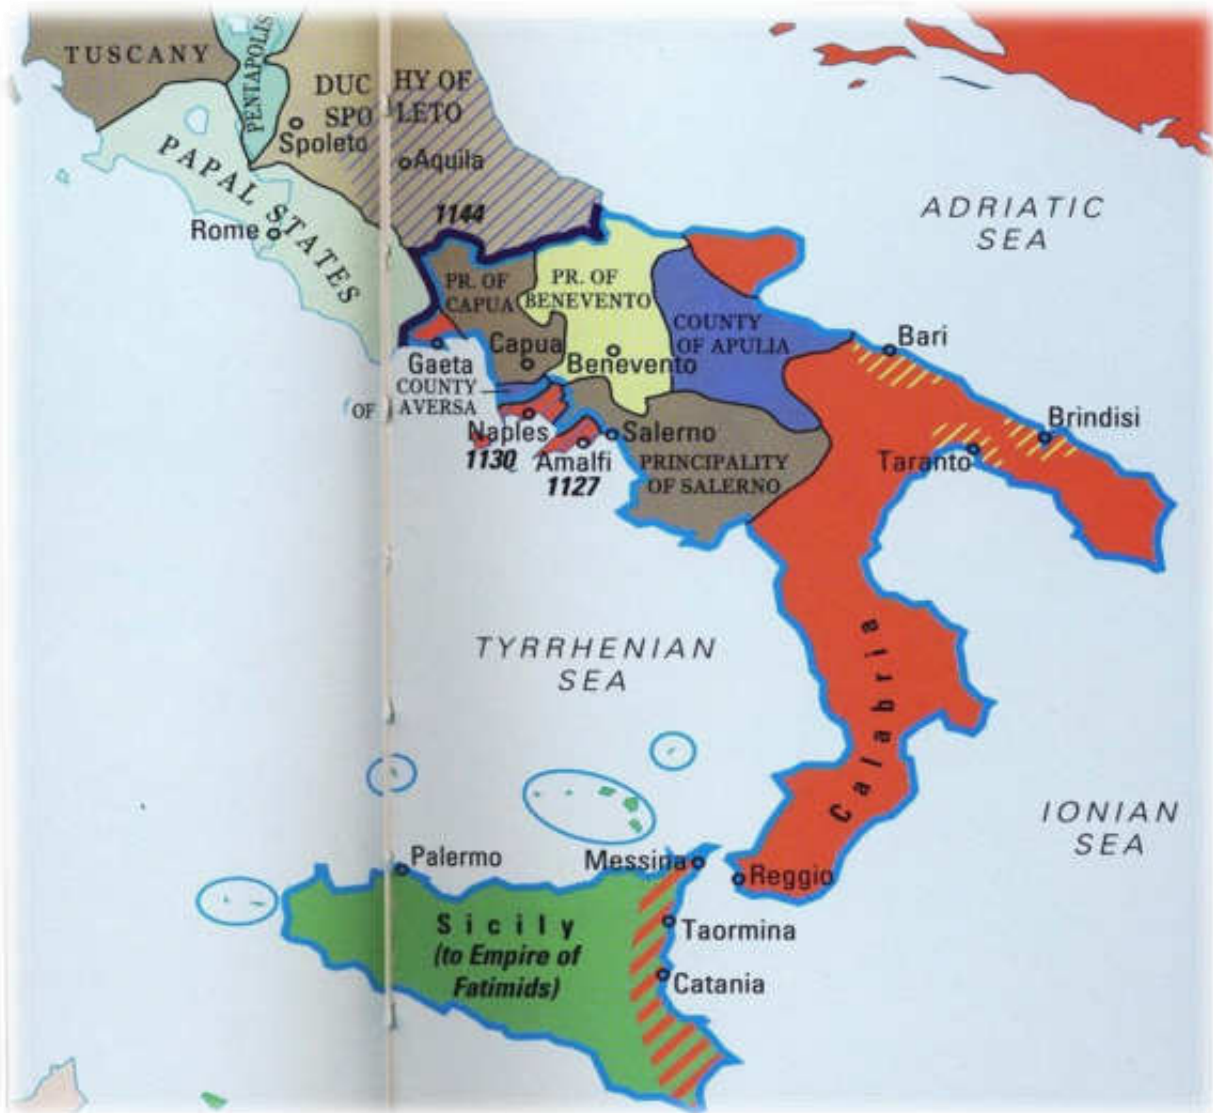 TUSCANY
PENTAPOLIS
DUCHY OF
SPOLETO
Spoleto
Aquila
PAPAL STATES
Rome
1144
ADRIATIC
SEA
PR. OF
CAPUA
PR. OF
BENEVENTO
COUNTY
OF APULIA
Gaeta
Capua
Benevento
Bari
COUNTY
OF AVERSA
Naples
1130
Amalfi
1127
Salerno
PRINCIPALITY
OF SALERNO
Taranto
Brindisi
TYRRHENIAN
SEA
Calabria
IONIAN
SEA
Palermo
Messina
Reggio
Sicily
(to Empire of
Fatimids)
Taormina
Catania